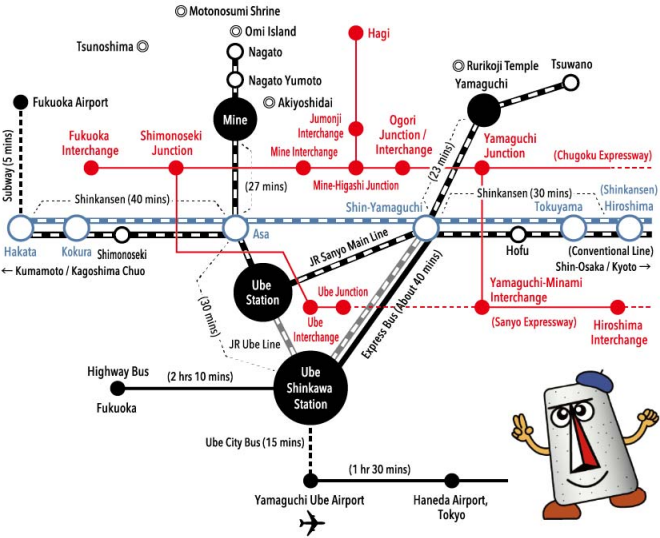 Motonosumi Shrine
Omi Island
Tsunoshima
Nagato
Hagi
Rurikoji Temple
Tsuwano
Yamaguchi
Nagato Yumoto
Fukuoka Airport
Akiyoshidai
Mine
Jumonji
Interchange
Ogori
Junction /
Interchange
Fukuoka
Interchange
Shimonoseki
Junction
Mine Interchange
Yamaguchi
Junction
(Chugoku Expressway)
Subway (5 mins)
(27 mins)
Mine-Higashi Junction
(23 mins)
Shinkansen (40 mins)
Shin-Yamaguchi
Shinkansen (30 mins)
(Shinkansen)
Tokuyama
Hiroshima
Hakata
Kokura
Shimonoseki
Asa
JR Sanyo Main Line
Hofu
(Conventional Line)
← Kumamoto / Kagoshima Chuo
Shin-Osaka / Kyoto →
Ube
Station
Ube Junction
Yamaguchi-Minami
Interchange
(30 mins)
Ube
Interchange
Express Bus (About 40 mins)
(Sanyo Expressway)
Hiroshima
Interchange
JR Ube Line
Highway Bus
(2 hrs 10 mins)
Fukuoka
Ube
Shinkawa
Station
Ube City Bus (15 mins)
(1 hr 30 mins)
Yamaguchi Ube Airport
Haneda Airport,
Tokyo